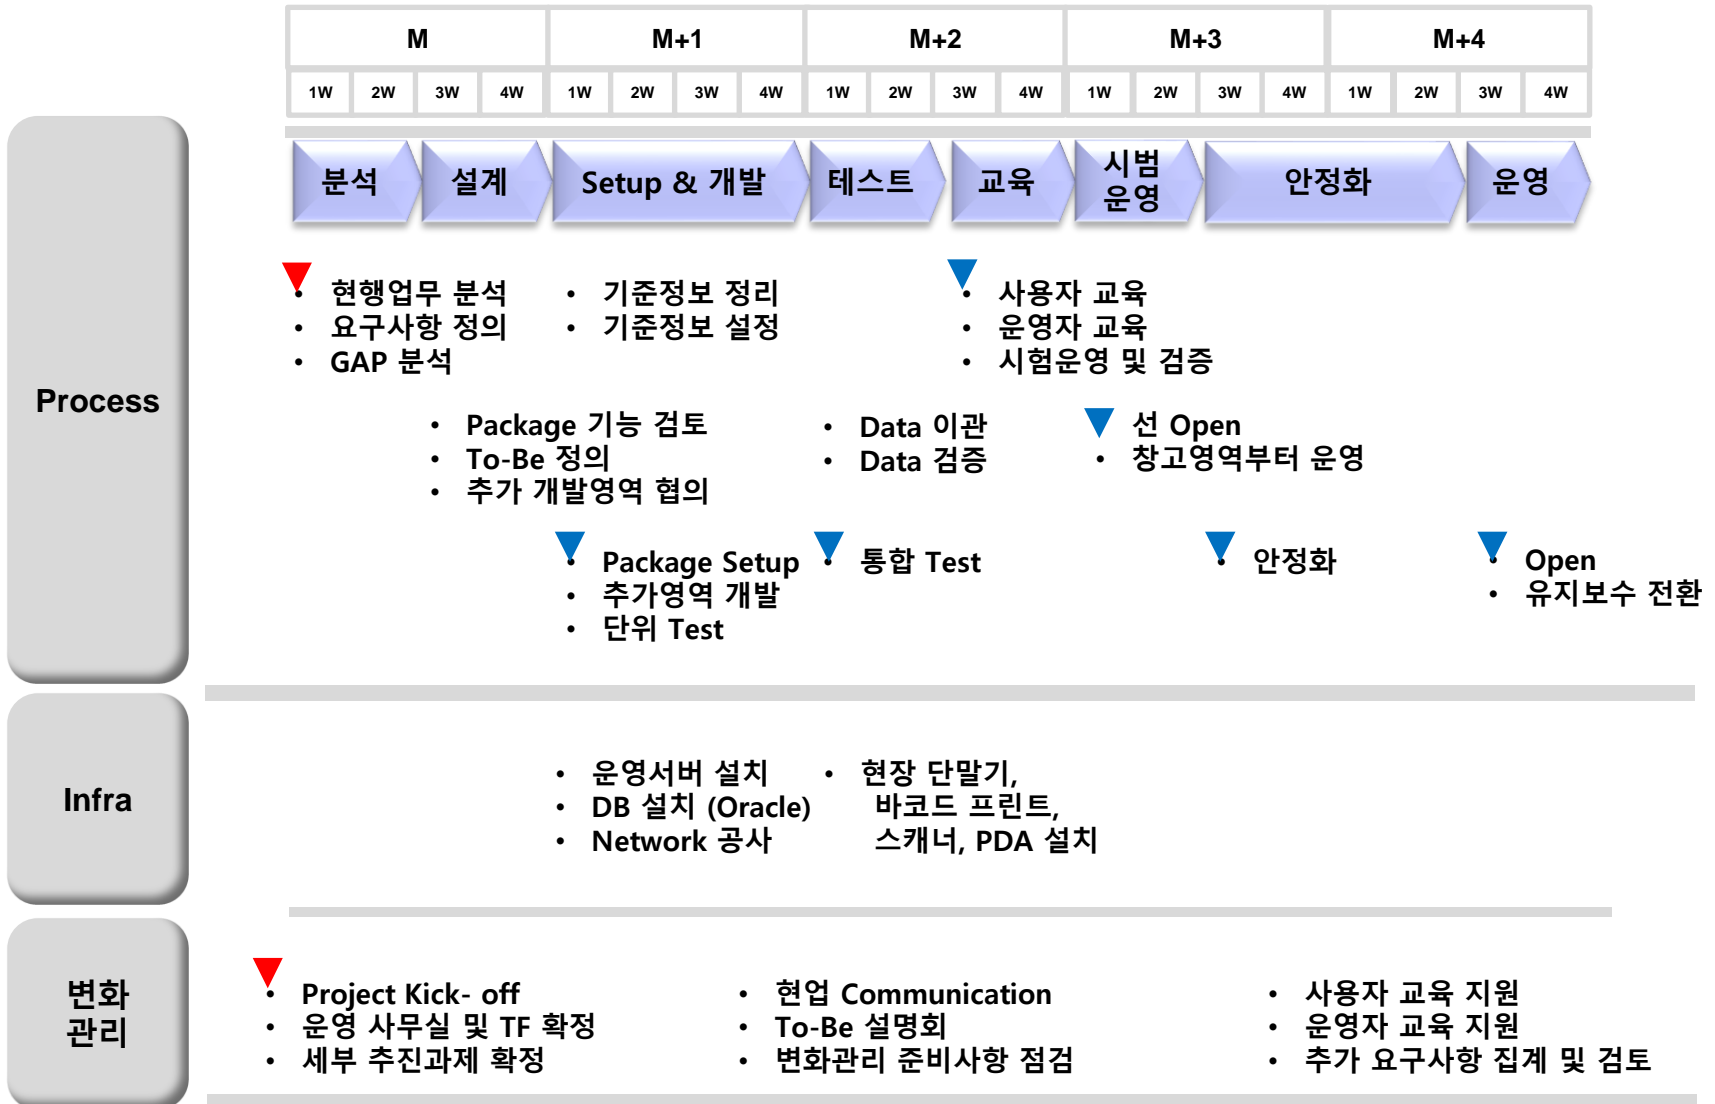 M M+1 M+2 M+3 M+4
1W 2W 3W 4W 1W 2W 3W 4W 1W 2W 3W 4W 1W 2W 3W 4W 1W 2W 3W 4W
분석
설계
Setup & 개발
테스트
교육
시범
운영
안정화
운영
Process
• 현행업무 분석
• 요구사항 정의
• GAP 분석
• 기준정보 정리
• 기준정보 설정
• 사용자 교육
• 운영자 교육
• 시험운영 및 검증
• Package 기능 검토
• To-Be 정의
• 추가 개발영역 협의
• Data 이관
• Data 검증
선 Open
• 창고영역부터 운영
• Package Setup
• 추가영역 개발
• 단위 Test
• 통합 Test
• 안정화
• Open
• 유지보수 전환
Infra
• 운영서버 설치
• DB 설치 (Oracle)
• Network 공사
• 현장 단말기,
바코드 프린트,
스캐너, PDA 설치
변화
관리
• Project Kick- off
• 운영 사무실 및 TF 확정
• 세부 추진과제 확정
• 현업 Communication
• To-Be 설명회
• 변화관리 준비사항 점검
• 사용자 교육 지원
• 운영자 교육 지원
• 추가 요구사항 집계 및 검토